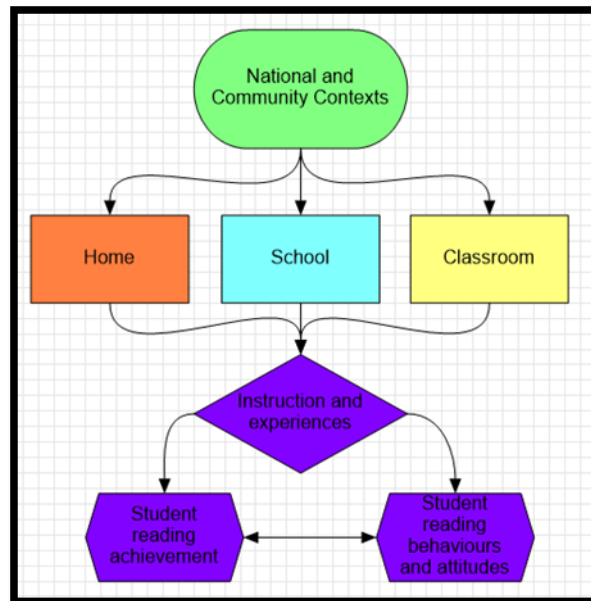 National and
Community Contexts
Home
School
Classroom
Instruction and
experiences
Student
reading
achievement
Student
reading
behaviours
and attitudes